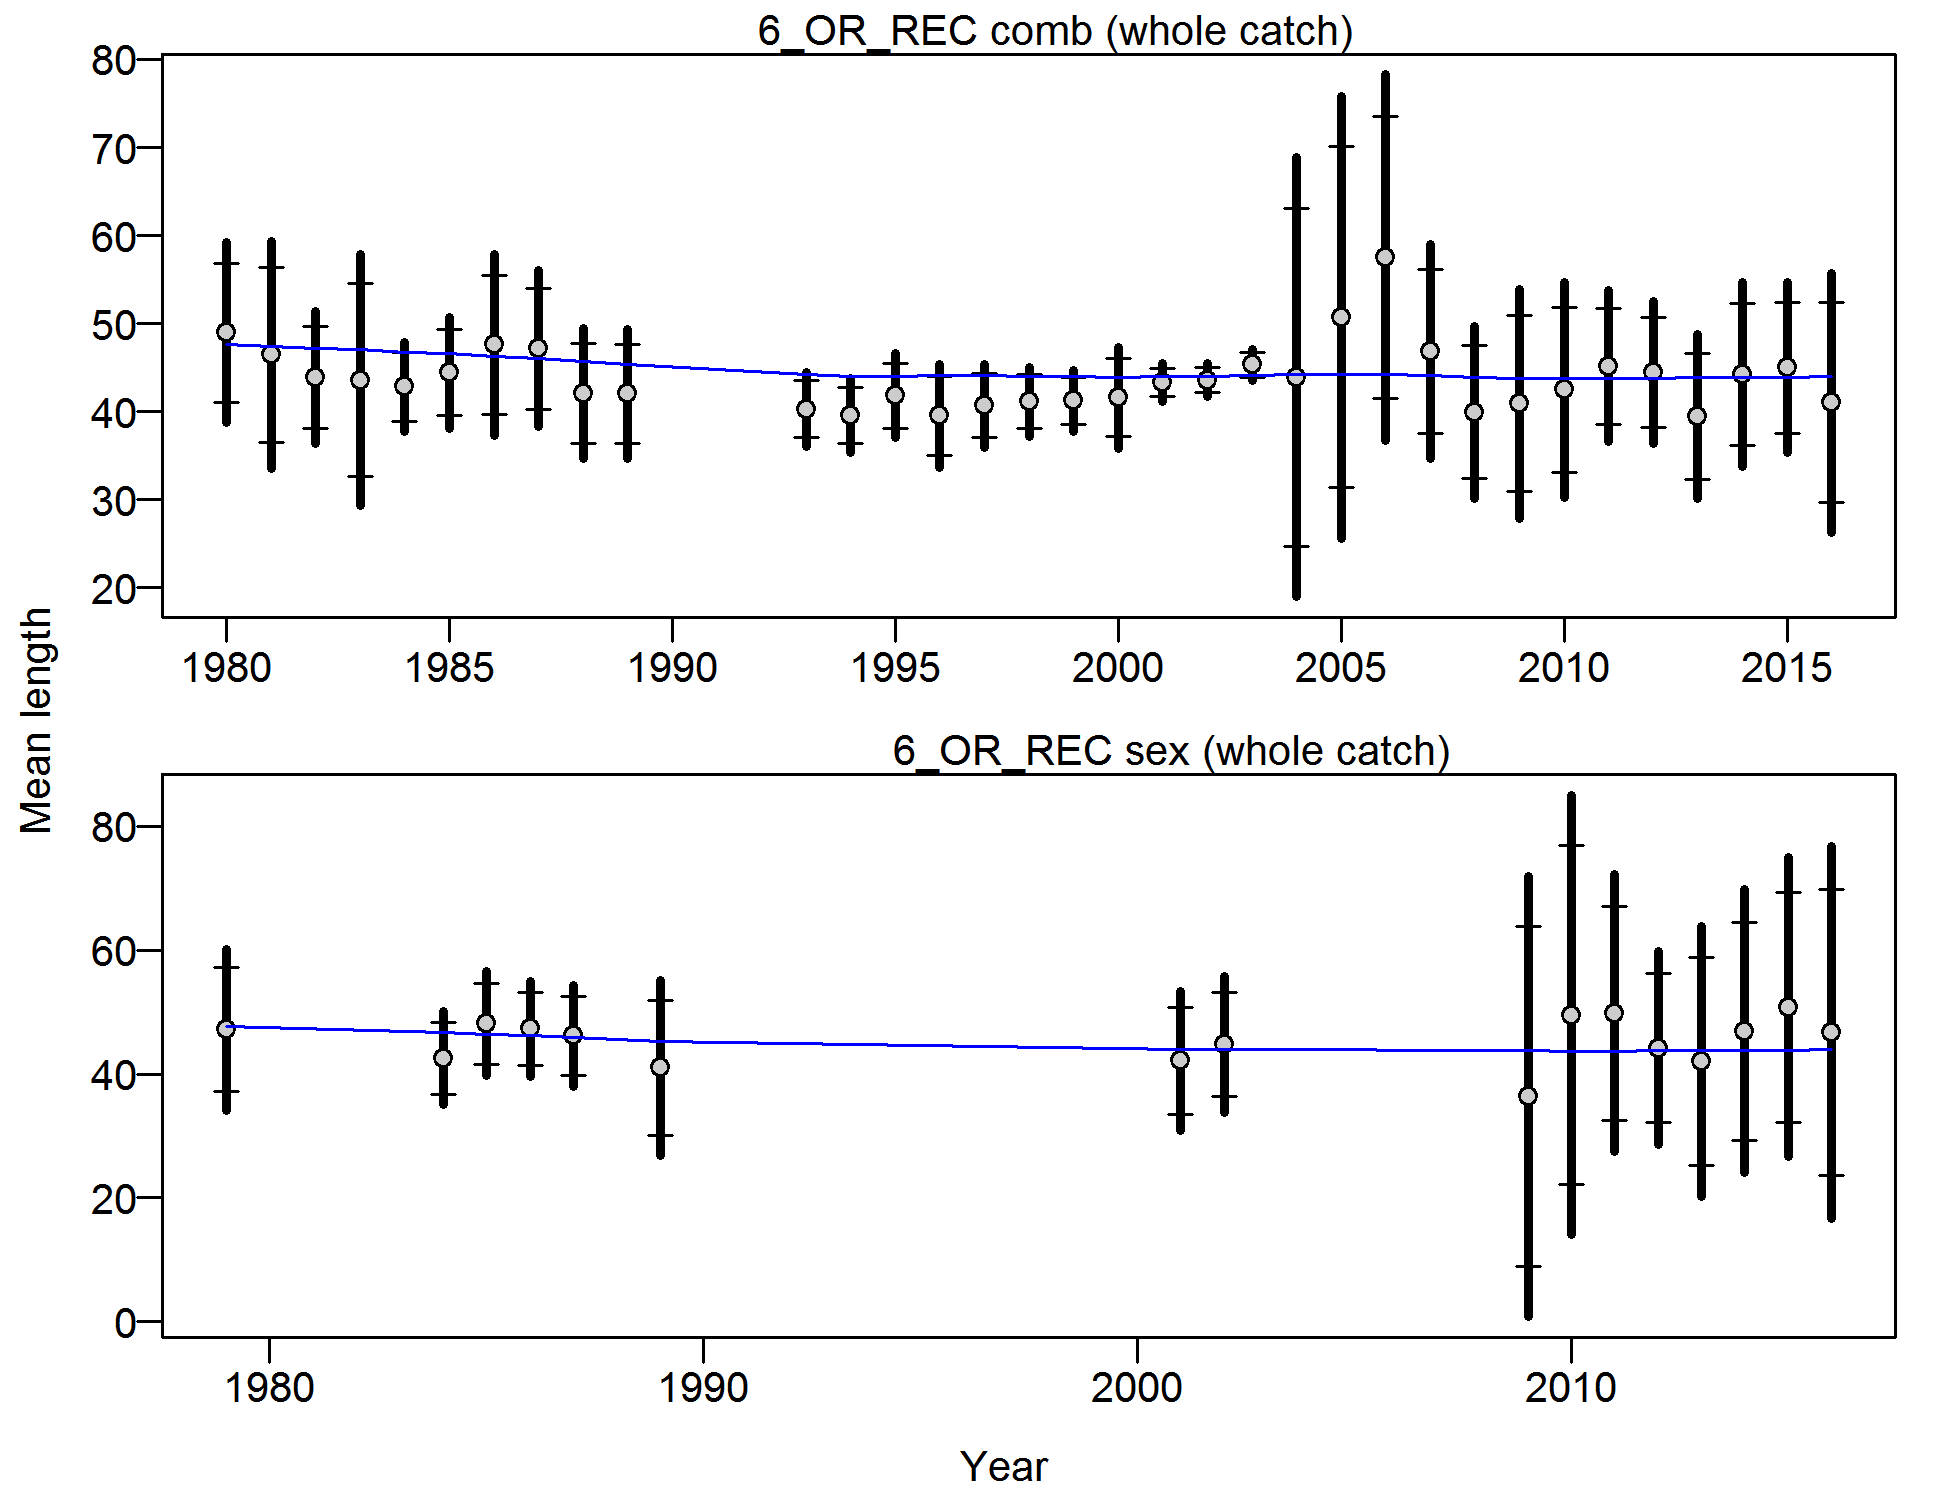 6_OR_REC comb (whole catch)
80
70
60
50
40
30
20
1980 1985 1990 1995 2000 2005 2010 2015
Mean length
6_OR_REC sex (whole catch)
80
60
40
20
0
1980 1990 2000 2010
Year